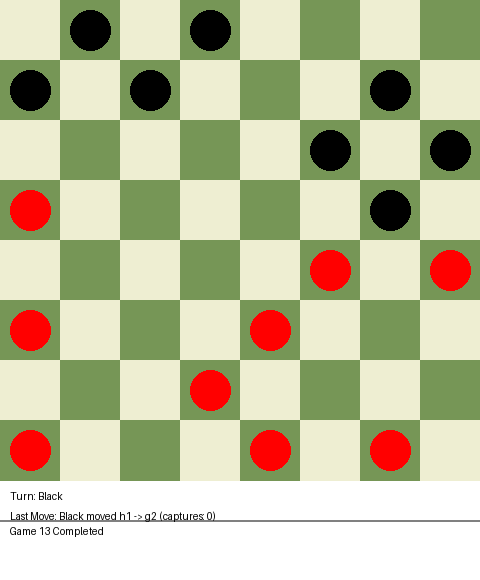 Turn: Black
Last Move: Black moved h1 -> g2 (captures: 0)
Game 13 Completed